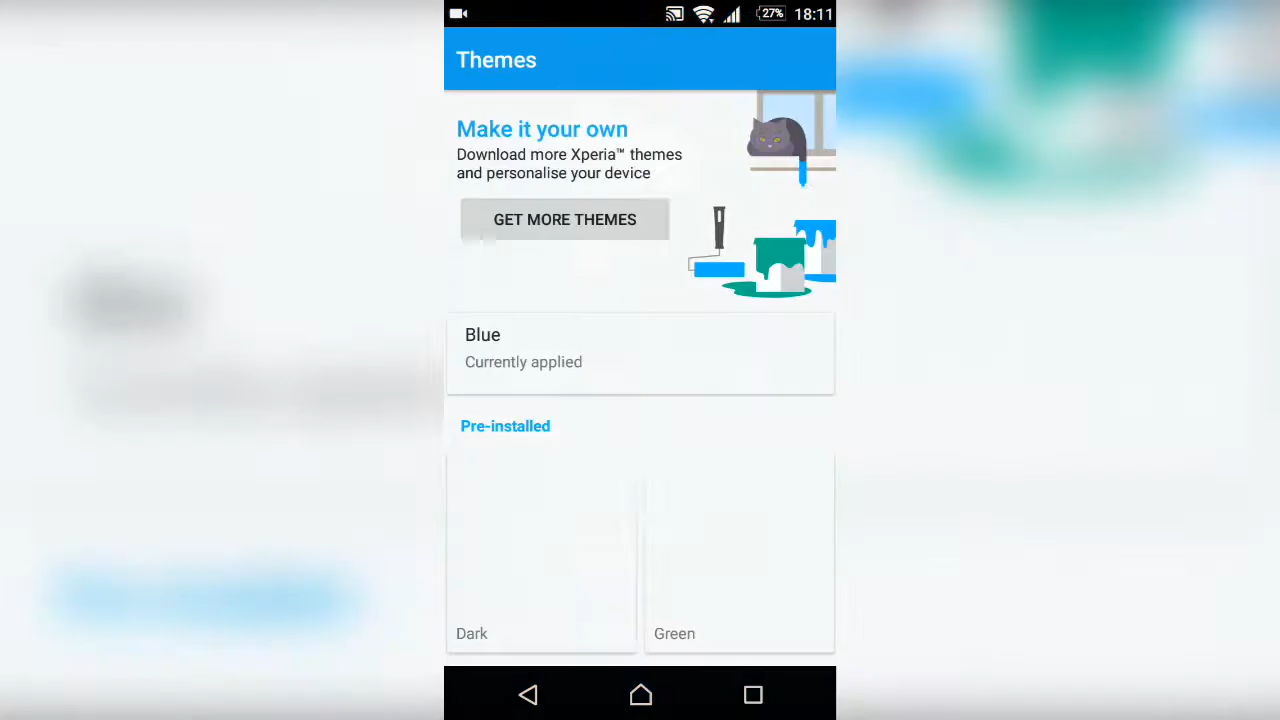 27% 18:11
Themes
Make it your own
Download more Xperia™ themes
and personalise your device
GET MORE THEMES
Blue
Currently applied
Pre-installed
Dark
Green